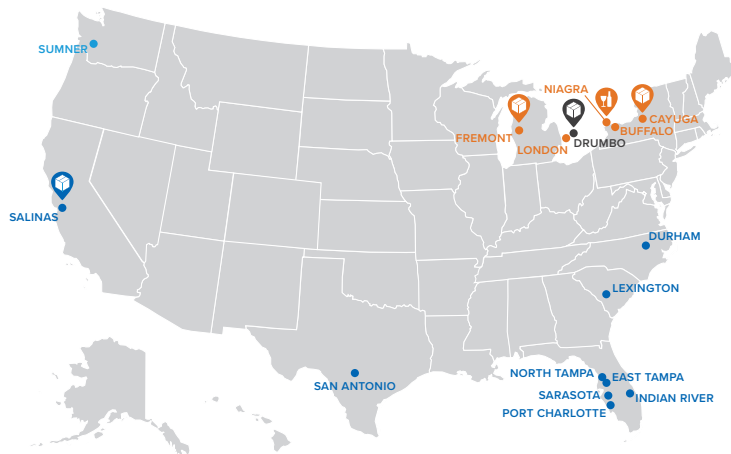 SUMNER
NIAGRA
CAYUGA
BUFFALO
FREMONT
DRUMBO
LONDON
SALINAS
DURHAM
LEXINGTON
NORTH TAMPA
EAST TAMPA
SAN ANTONIO
SARASOTA
INDIAN RIVER
PORT CHARLOTTE